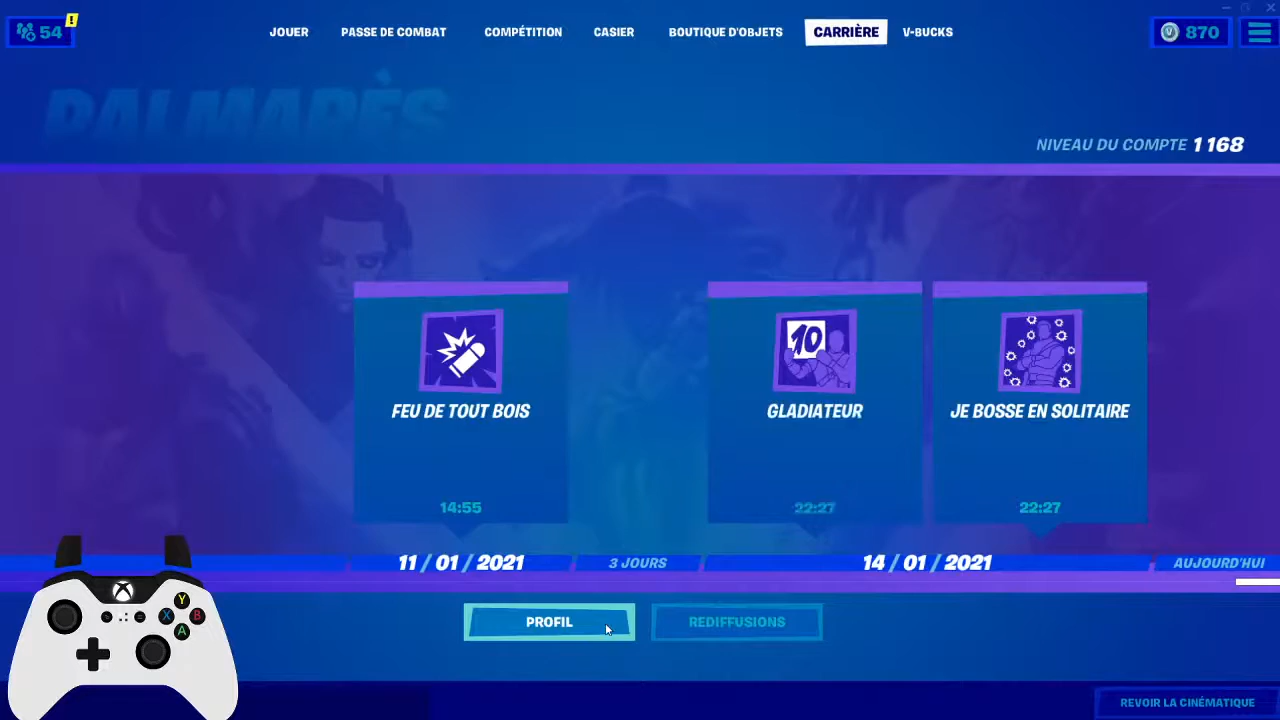 54 !
JOUER PASSE DE COMBAT COMPÉTITION CASIER BOUTIQUE D'OBJETS CARRIÈRE V-BUCKS
V 870
PALMARÈS
NIVEAU DU COMPTE 1 168
FEU DE TOUT BOIS
GLADIATEUR
JE BOSSE EN SOLITAIRE
10
14:55
22:27
22:27
11 / 01 / 2021
3 JOURS
14 / 01 / 2021
AUJOURD'HUI
PROFIL
REDIFFUSIONS
Y
X B
A
REVOIR LA CINÉMATIQUE